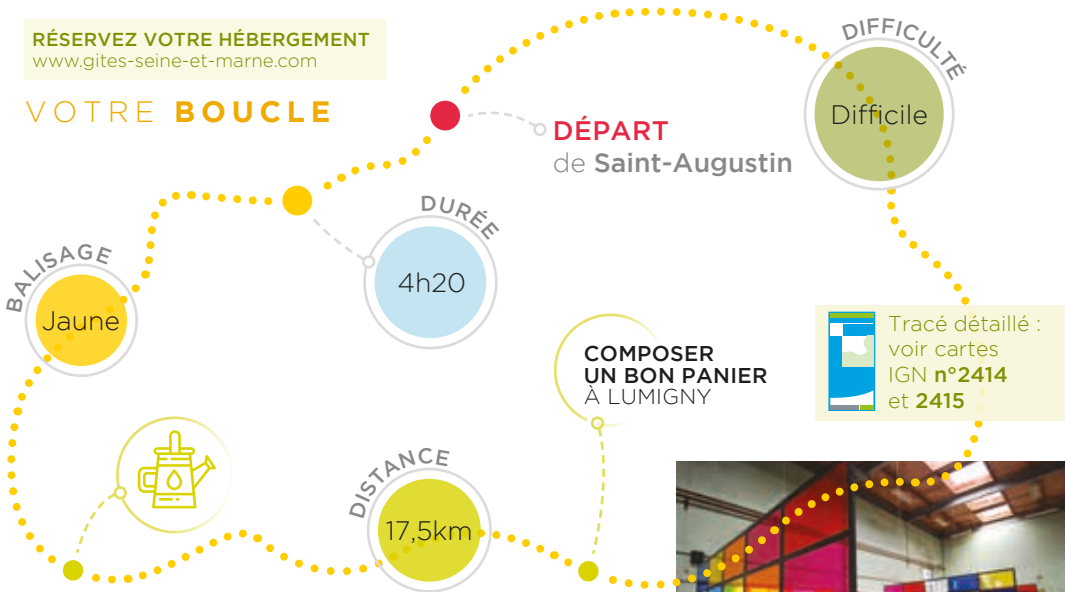 RÉSERVEZ VOTRE HÉBERGEMENT
www.gites-seine-et-marne.com
VOTRE BOUCLE
DÉPART
de Saint-Augustin
DIFFICULTÉ
Difficile
DURÉE
4h20
BALISAGE
Jaune
COMPOSER
UN BON PANIER
À LUMIGNY
Tracé détaillé :
voir cartes
IGN n°2414
et 2415
DISTANCE
17,5km